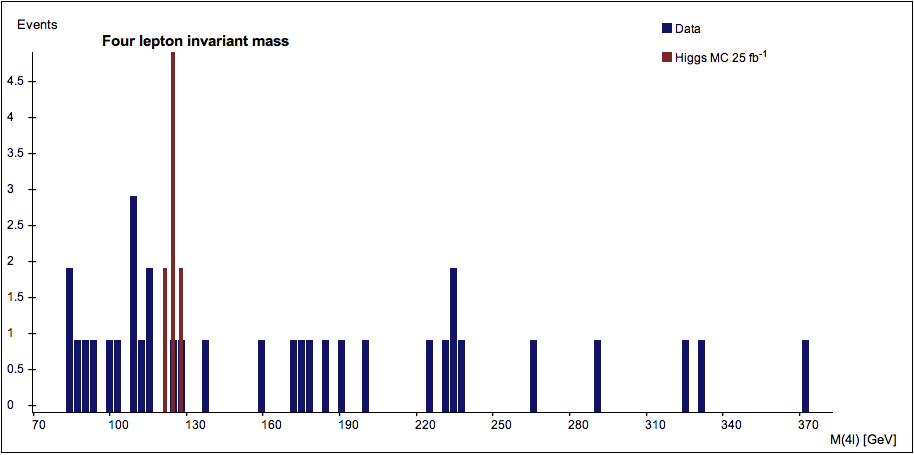 Events
Four lepton invariant mass
Data
Higgs MC 25 fb-1
4.5
4
3.5
3
2.5
2
1.5
1
0.5
0
70 100 130 160 190 220 250 280 310 340 370
M(4l) [GeV]